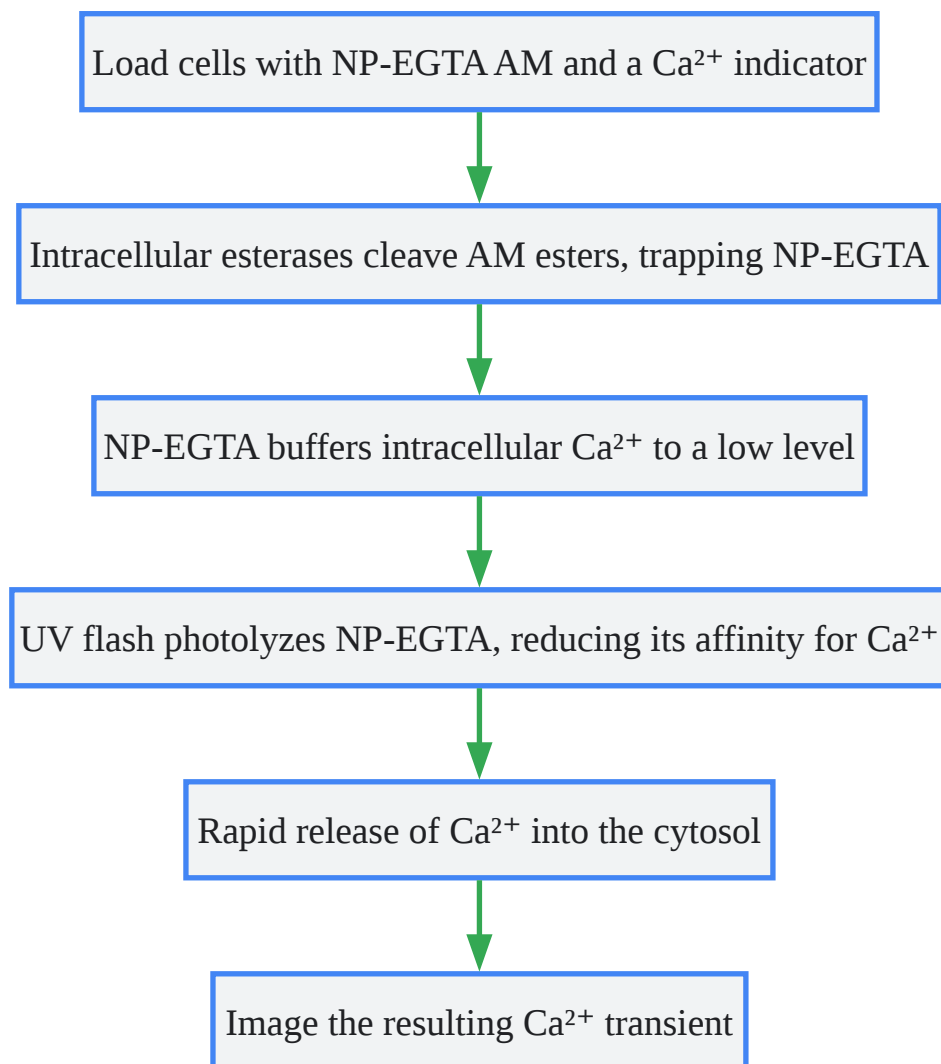 Load cells with NP-EGTA AM and a Ca²⁺ indicator
Intracellular esterases cleave AM esters, trapping NP-EGTA
NP-EGTA buffers intracellular Ca²⁺ to a low level
UV flash photolyzes NP-EGTA, reducing its affinity for Ca²⁺
Rapid release of Ca²⁺ into the cytosol
Image the resulting Ca²⁺ transient